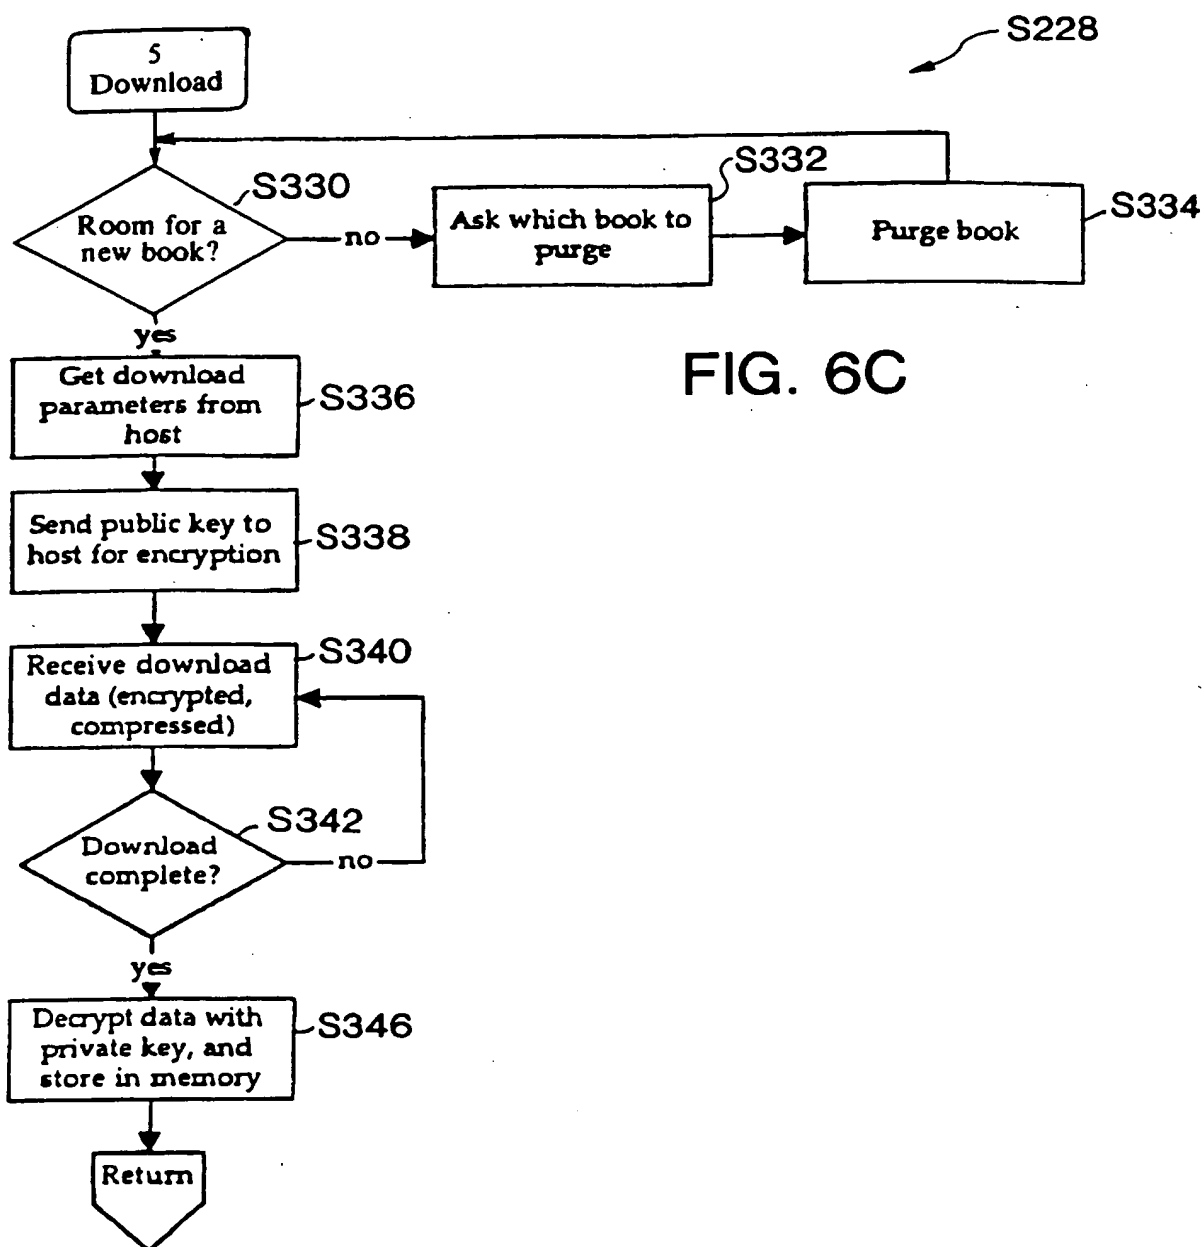 S228
5
Download
S330
Room for a
new book?
no
S332
Ask which book to
purge
S334
Purge book
yes
FIG. 6C
Get download
parameters from
host
S336
Send public key to
host for encryption
S338
S340
Receive download
data (encrypted,
compressed)
S342
Download
complete?
no
yes
Decrypt data with
private key, and
store in memory
S346
Return